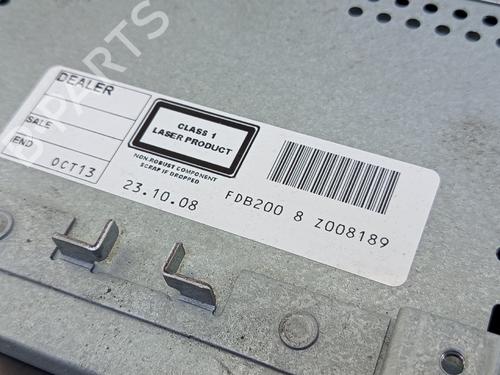 B-PARTS
DEALER
SALE
END
OCT13
CLASS 1
LASER PRODUCT
NON-ROBUST COMPONENT
SCRAP IF DROPPED
23.10.08
FDB200 8 Z008189